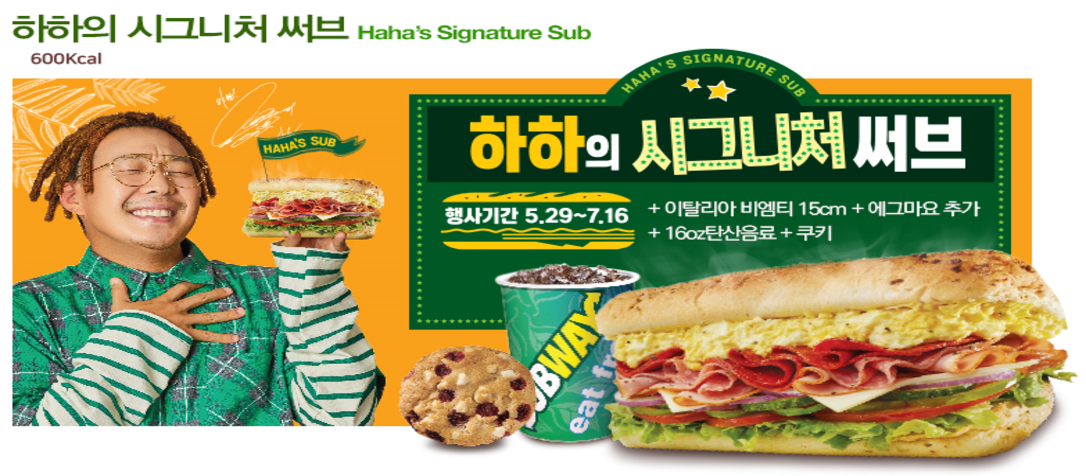 하하의 시그니처 써브 Haha's Signature Sub
600Kcal
HAHA'S SUB
HAHA'S SIGNATURE SUB
하하의 시그니처 써브
행사기간 5.29~7.16
+ 이탈리아 비엠티 15cm + 에그마요 추가
+ 16oz탄산음료 + 쿠키
SUBWAY
eat